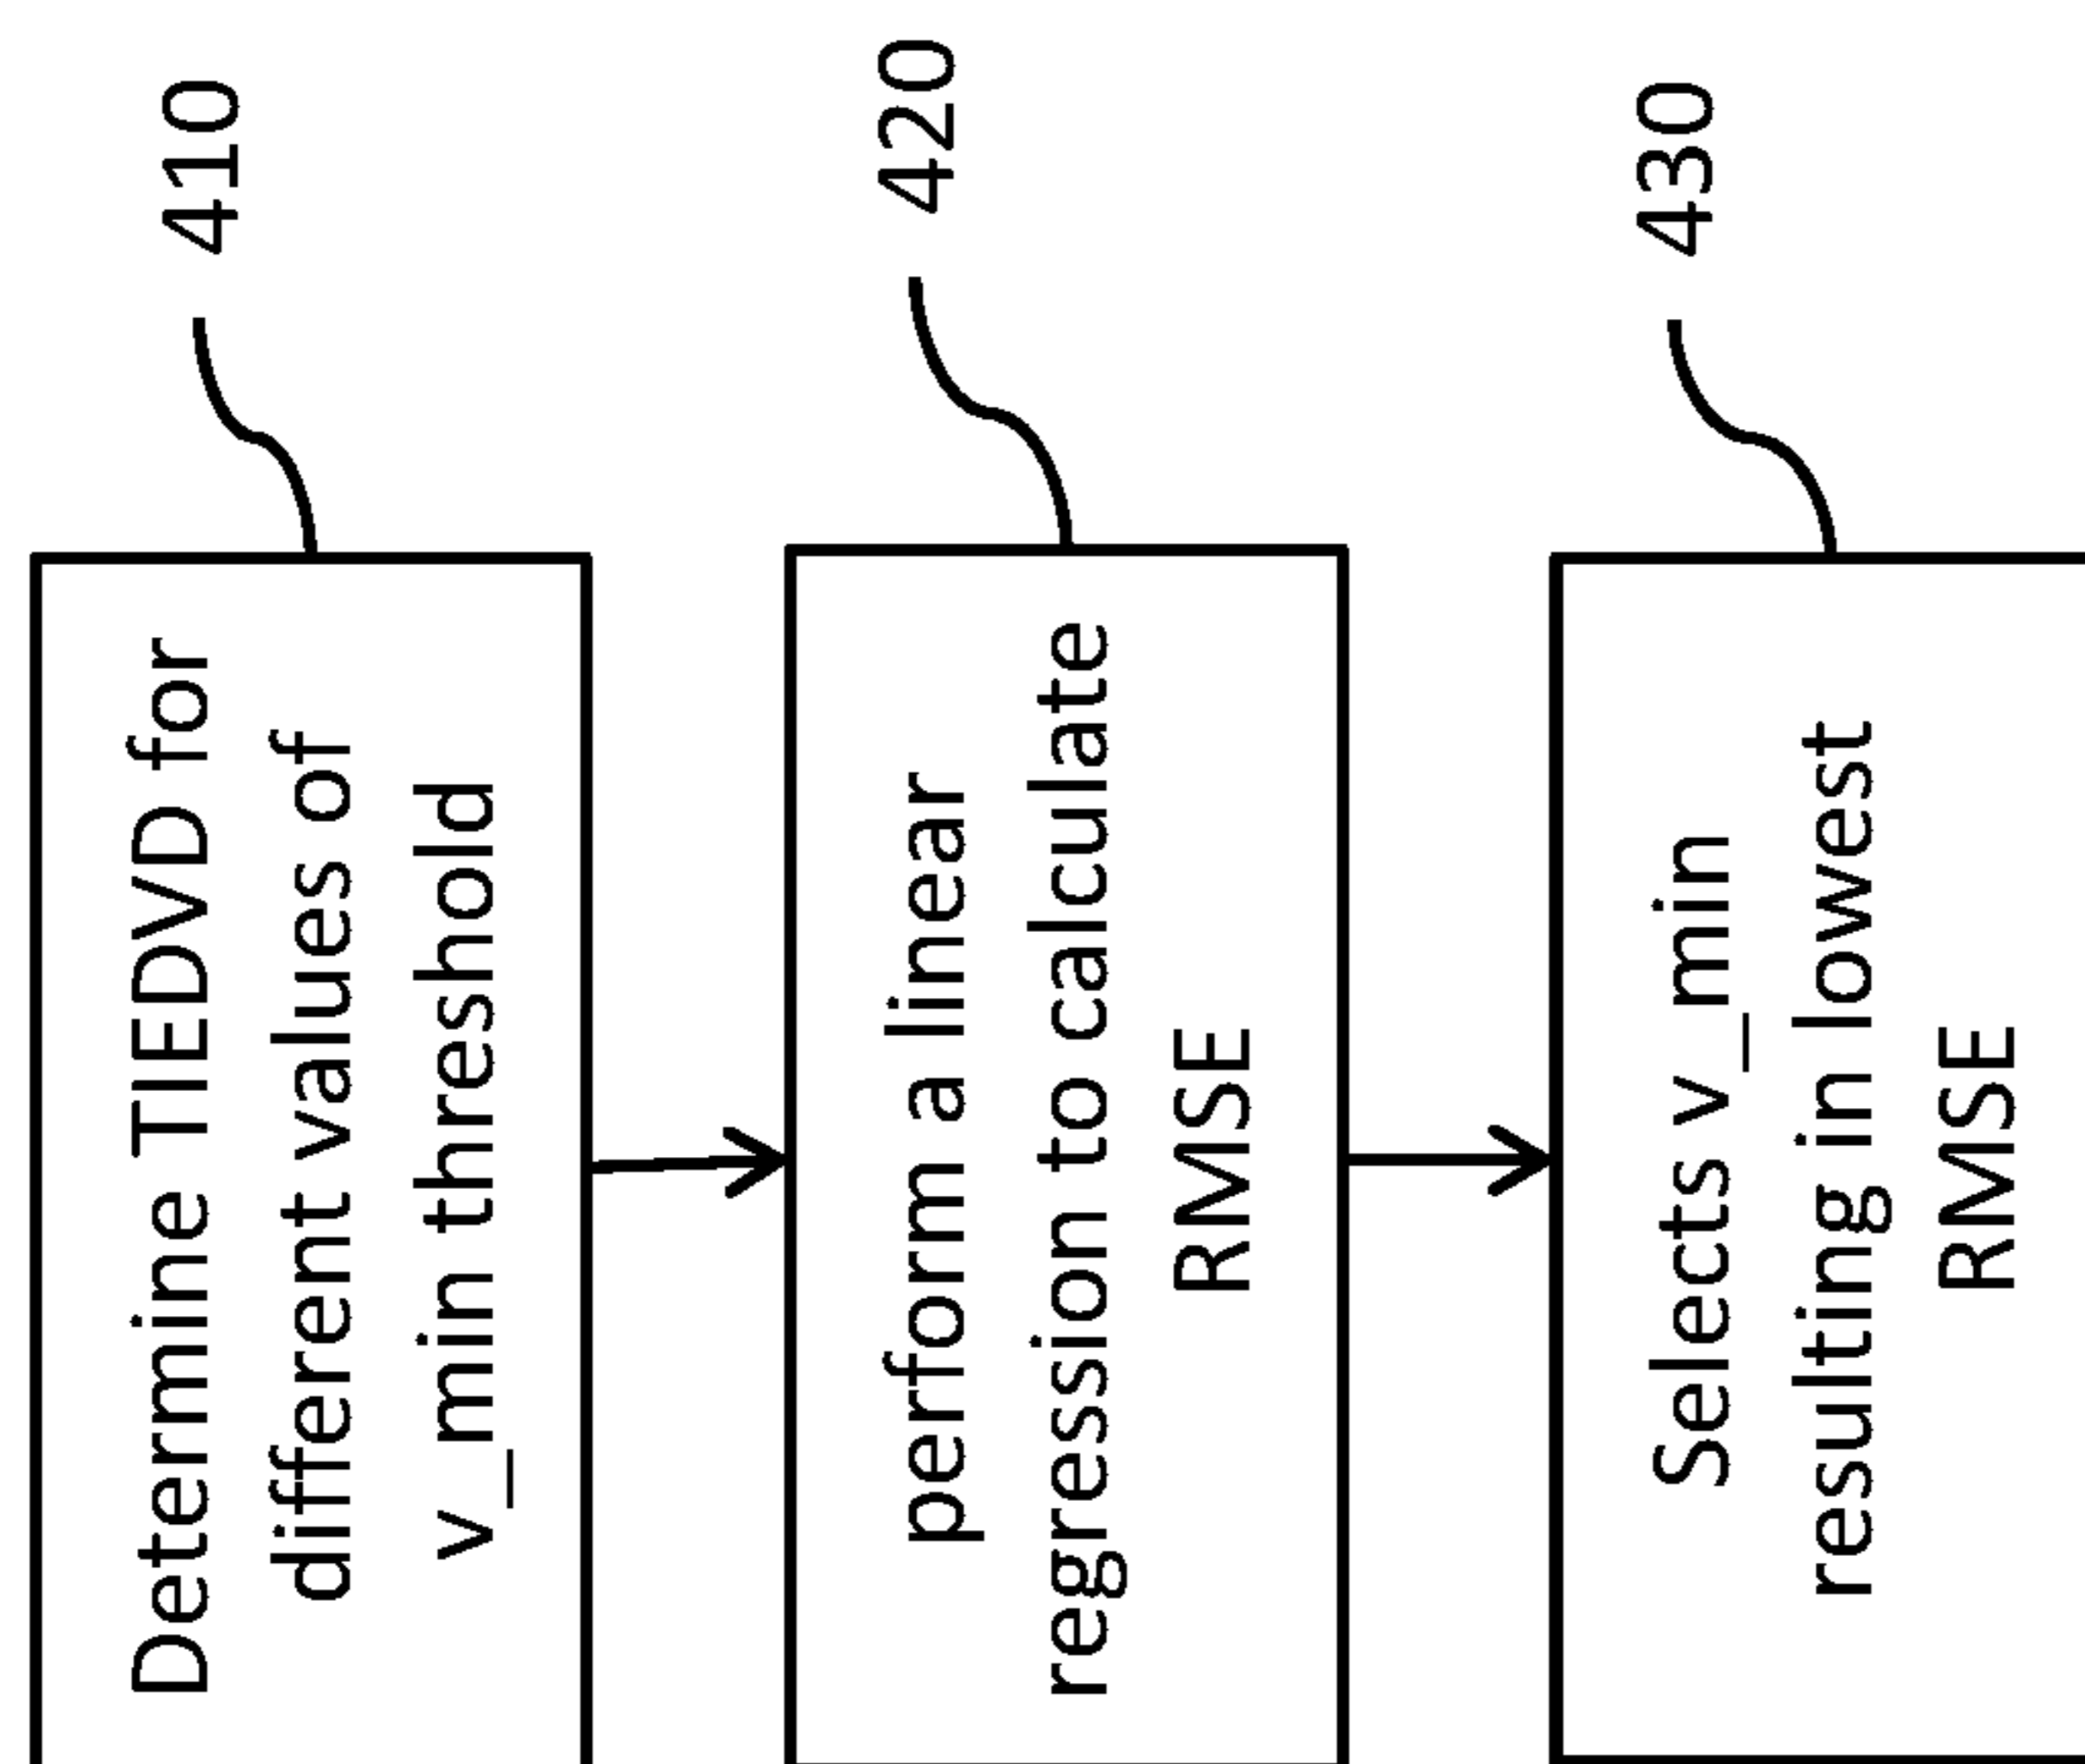 410
Determine TIEDVD for
different values of
v_min threshold
420
perform a linear
regression to calculate
RMSE
430
Selects v_min
resulting in lowest
RMSE